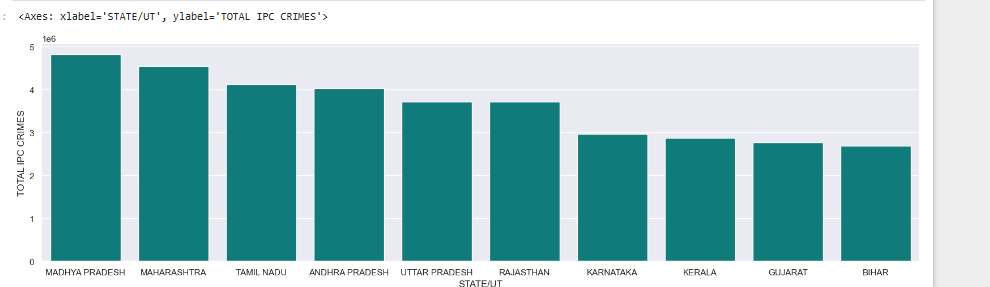 : <Axes: xlabel='STATE/UT', ylabel='TOTAL IPC CRIMES'>
1e6
5
4
3
2
1
0
TOTAL IPC CRIMES
MADHYA PRADESH MAHARASHTRA TAMIL NADU ANDHRA PRADESH UTTAR PRADESH RAJASTHAN KARNATAKA KERALA GUJARAT BIHAR
STATE/UT